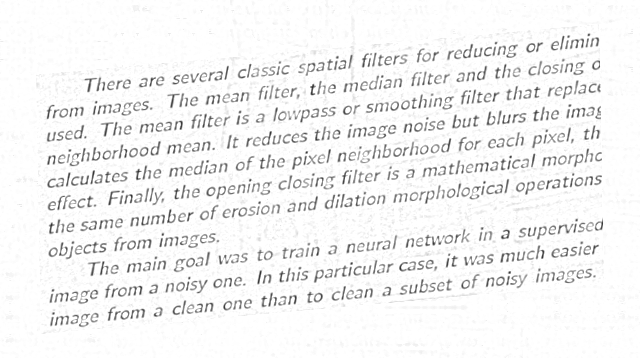 There are several classic spatial filters for reducing or elimin
from images. The mean filter, the median filter and the closing o
used. The mean filter is a lowpass or smoothing filter that replace
neighborhood mean. It reduces the image noise but blurs the imag
calculates the median of the pixel neighborhood for each pixel, th
effect. Finally, the opening closing filter is a mathematical morpho
the same number of erosion and dilation morphological operations
objects from images.
The main goal was to train a neural network in a supervised
image from a noisy one. In this particular case, it was much easier
image from a clean one than to clean a subset of noisy images.